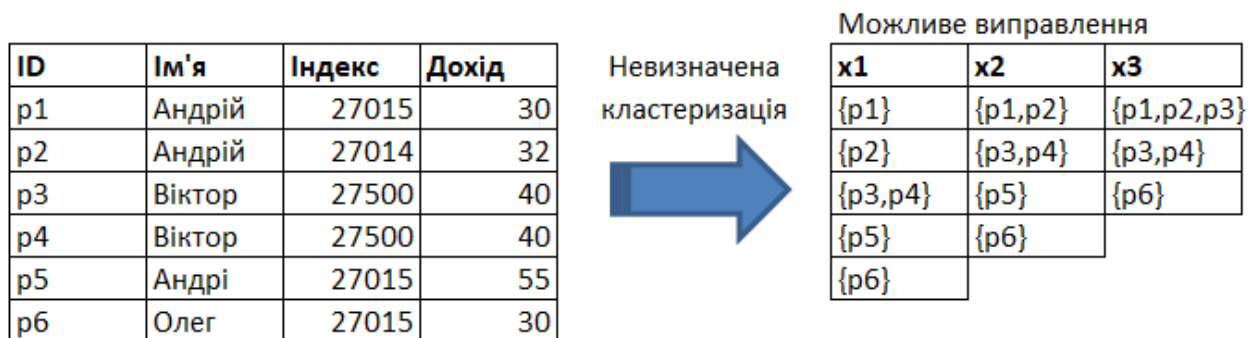 Можливе виправлення
ID Ім'я Індекс Дохід Невизначена x1 x2 x3
p1 Андрій 27015 30 кластеризація {p1} {p1,p2} {p1,p2,p3}
p2 Андрій 27014 32 {p2} {p3,p4} {p3,p4}
p3 Віктор 27500 40 {p3,p4} {p5} {p6}
p4 Віктор 27500 40 {p5} {p6}
p5 Андрі 27015 55 {p6}
p6 Олег 27015 30